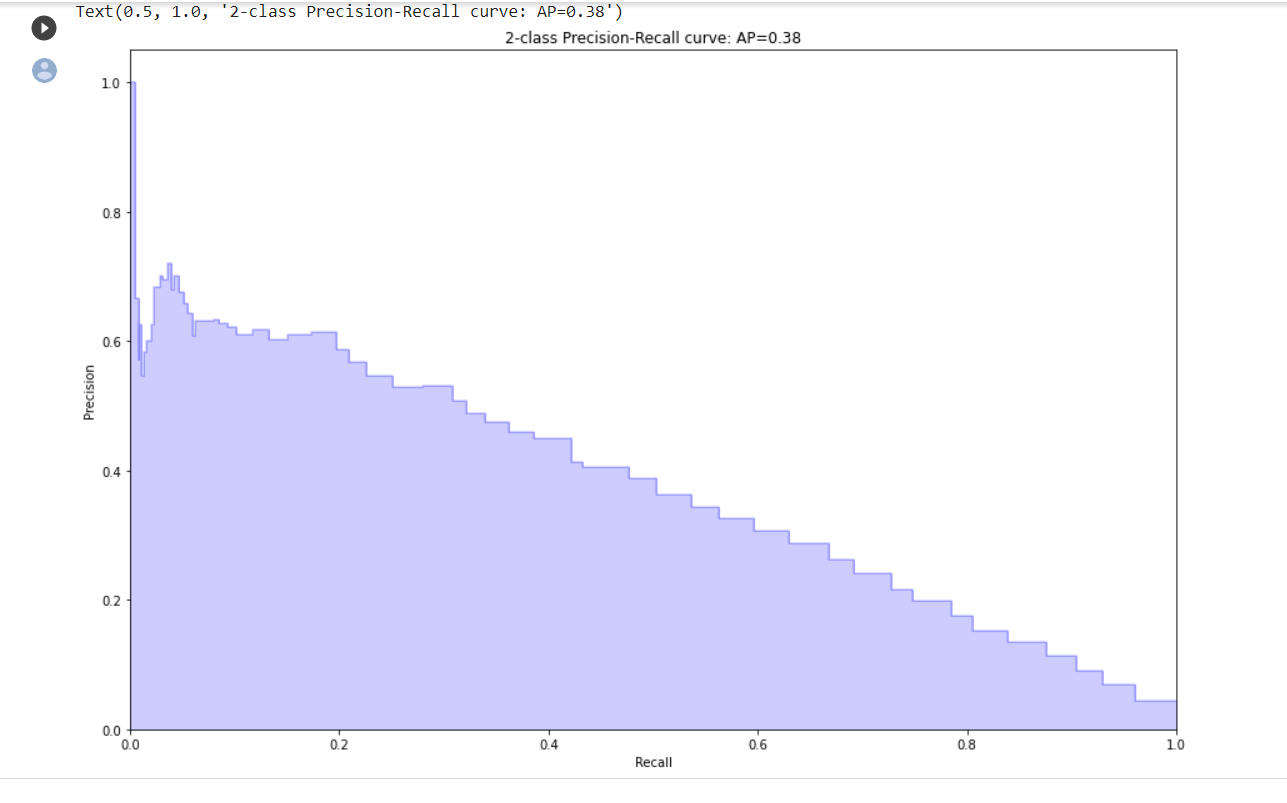 Text(0.5, 1.0, '2-class Precision-Recall curve: AP=0.38')
2-class Precision-Recall curve: AP=0.38
1.0
0.8
0.6
0.4
0.2
0.0
Precision
0.0 0.2 0.4 0.6 0.8 1.0
Recall